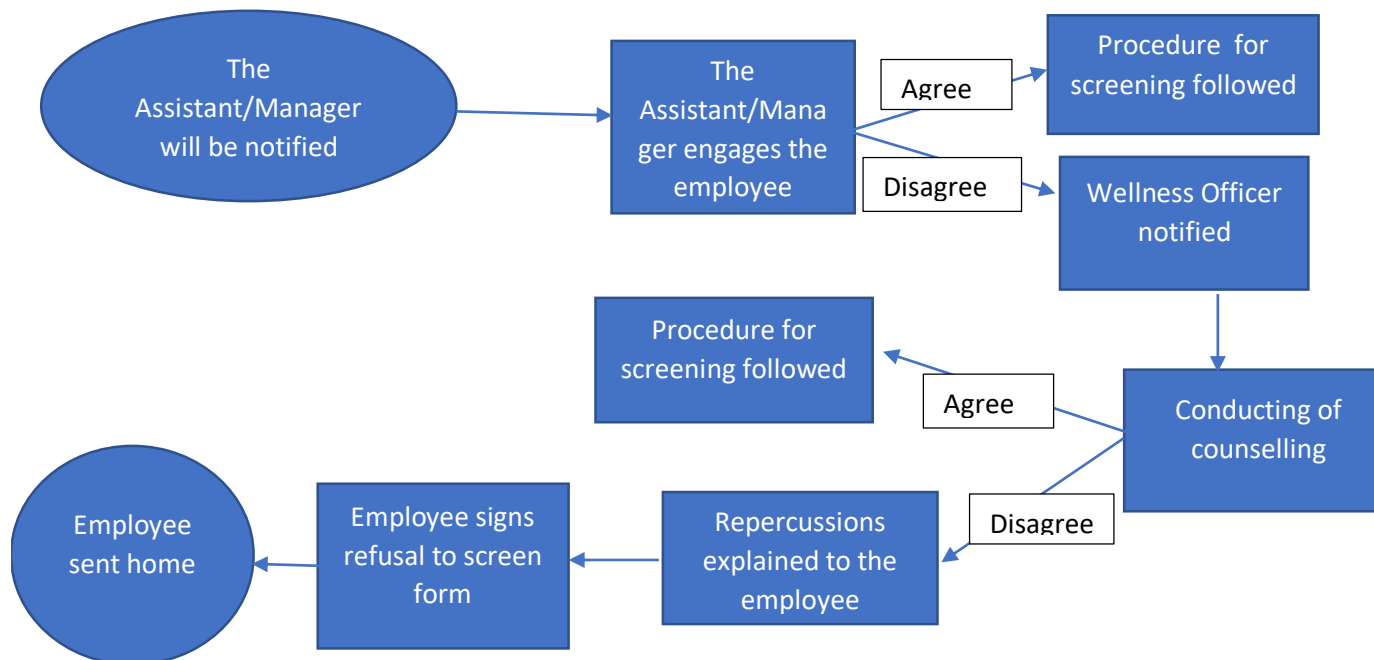 The
Assistant/Manager
will be notified
The
Assistant/Mana
ger engages the
employee
Agree
Disagree
Procedure for
screening followed
Wellness Officer
notified
Conducting of
counselling
Agree
Procedure for
screening followed
Disagree
Repercussions
explained to the
employee
Employee signs
refusal to screen
form
Employee
sent home